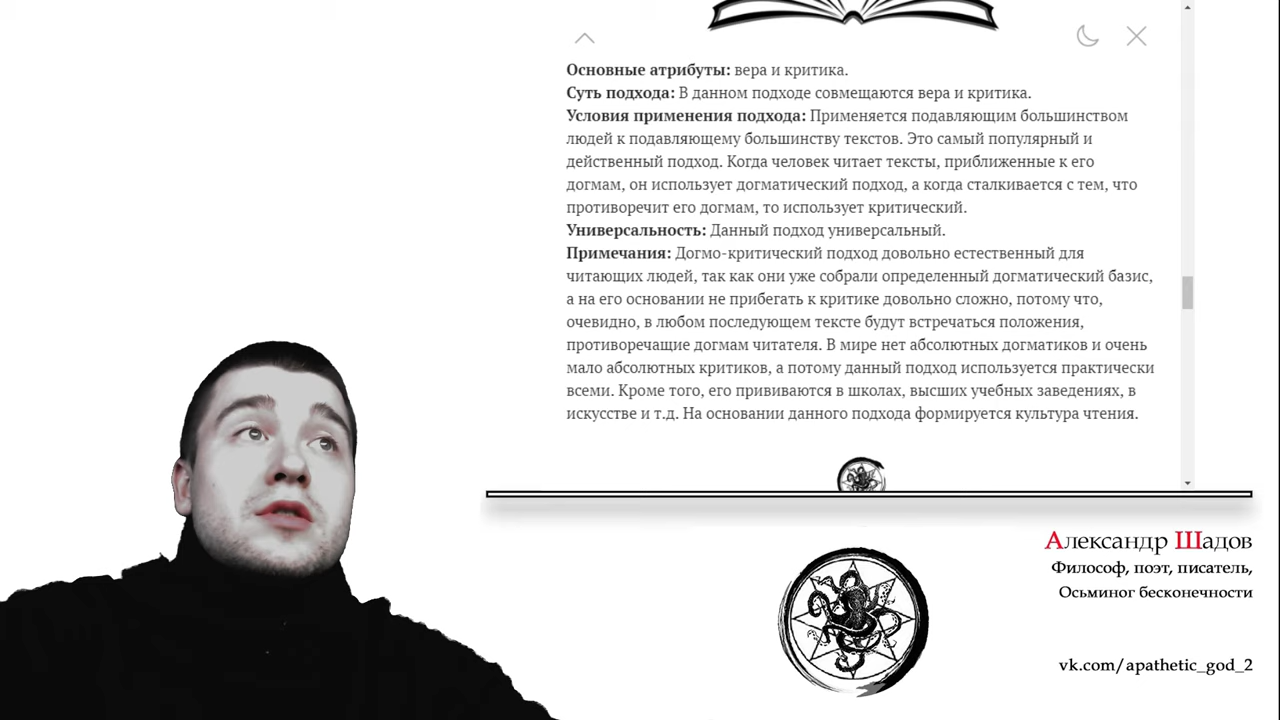 Основные атрибуты: вера и критика.
Суть подхода: В данном подходе совмещаются вера и критика.
Условия применения подхода: Применяется подавляющим большинством
людей к подавляющему большинству текстов. Это самый популярный и
действенный подход. Когда человек читает тексты, приближенные к его
догмам, он использует догматический подход, а когда сталкивается с тем, что
противоречит его догмам, то использует критический.
Универсальность: Данный подход универсальный.
Примечания: Догмо-критический подход довольно естественный для
читающих людей, так как они уже собрали определенный догматический базис,
а на его основании не прибегать к критике довольно сложно, потому что,
очевидно, в любом последующем тексте будут встречаться положения,
противоречащие догмам читателя. В мире нет абсолютных догматиков и очень
мало абсолютных критиков, а потому данный подход используется практически
всеми. Кроме того, его прививаются в школах, высших учебных заведениях, в
искусстве и т.д. На основании данного подхода формируется культура чтения.
Александр Шадов
Философ, поэт, писатель,
Осьминог бесконечности
vk.com/apathetic_god_2